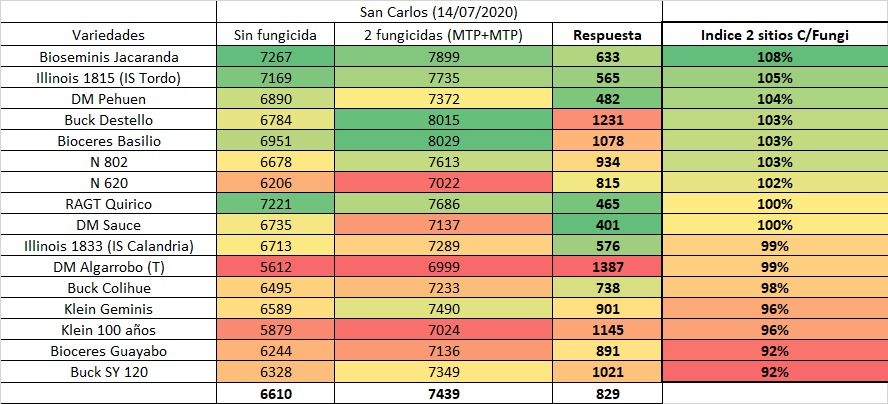 San Carlos (14/07/2020)
Variedades Sin fungicida 2 fungicidas (MTP+MTP) Respuesta Indice 2 sitios C/Fungi
Bioseminis Jacaranda 7267 7899 633 108%
Illinois 1815 (IS Tordo) 7169 7735 565 105%
DM Pehuen 6890 7372 482 104%
Buck Destello 6784 8015 1231 103%
Bioceres Basilio 6951 8029 1078 103%
N 802 6678 7613 934 103%
N 620 6206 7022 815 102%
RAGT Quirico 7221 7686 465 100%
DM Sauce 6735 7137 401 100%
Illinois 1833 (IS Calandria) 6713 7289 576 99%
DM Algarrobo (T) 5612 6999 1387 99%
Buck Colihue 6495 7233 738 98%
Klein Geminis 6589 7490 901 96%
Klein 100 años 5879 7024 1145 96%
Bioceres Guayabo 6244 7136 891 92%
Buck SY 120 6328 7349 1021 92%
6610 7439 829